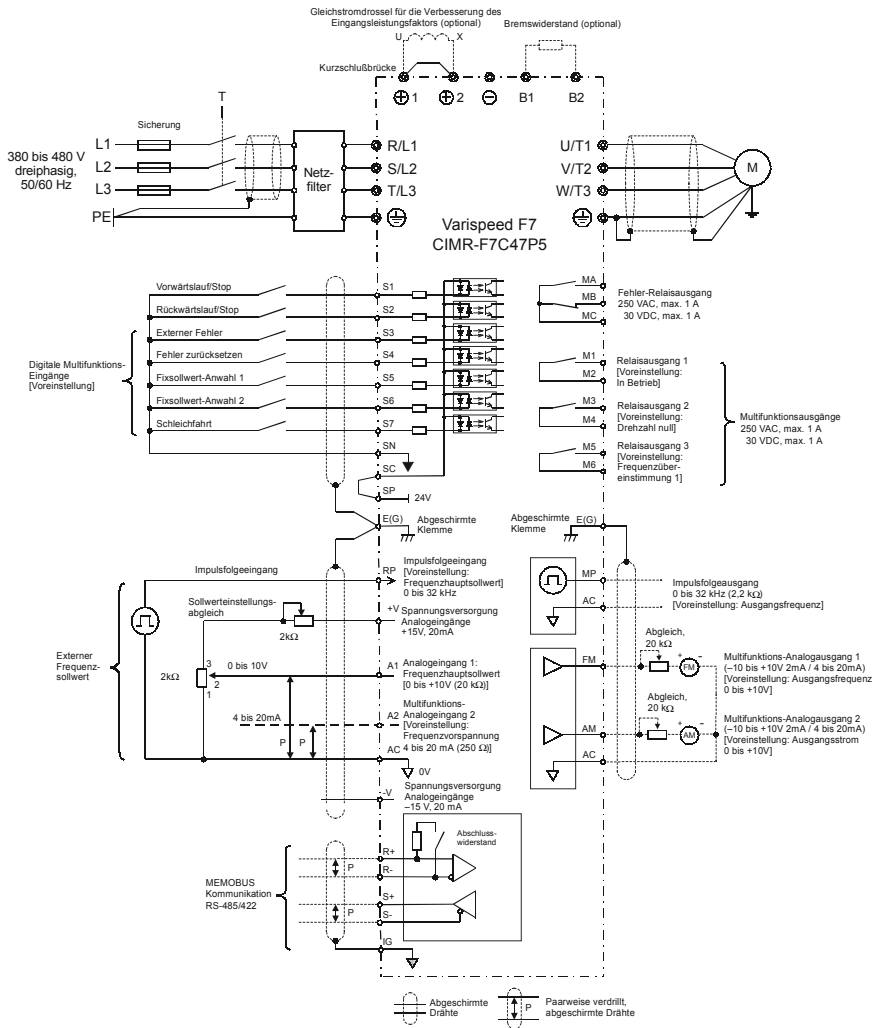 Gleichstromdrossel für die Verbesserung des
Eingangsleistungsfaktors (optional)
Bremswiderstand (optional)
U
X
Kurzschlußbrücke
1
2
B1
B2
T
Sicherung
L1
L2
L3
PE
380 bis 480 V
dreiphasig,
50/60 Hz
Netz-
filter
R/L1
S/L2
T/L3
U/T1
V/T2
W/T3
M
Varispeed F7
CIMR-F7C47P5
Vorwärtslauf/Stop
S1
Rückwärtslauf/Stop
S2
Externer Fehler
S3
Fehler zurücksetzen
S4
Fixsollwert-Anwahl 1
S5
Fixsollwert-Anwahl 2
S6
Schleichfahrt
S7
Digitale Multifunktions-
Eingänge
[Voreinstellung]
SN
SC
SP
24V
E(G)
Abgeschirmte
Klemme
MA
MB
MC
Fehler-Relaisausgang
250 VAC, max. 1 A
30 VDC, max. 1 A
M1
M2
Relaisausgang 1
[Voreinstellung:
In Betrieb]
M3
M4
Relaisausgang 2
[Voreinstellung:
Drehzahl null]
M5
M6
Relaisausgang 3
[Voreinstellung:
Frequenzüber-
einstimmung 1]
Multifunktionsausgänge
250 VAC, max. 1 A
30 VDC, max. 1 A
Abgeschirmte
Klemme
E(G)
Impulsfolgeeingang
RP
Impulsfolgeeingang
[Voreinstellung:
Frequenzhauptsollwert]
0 bis 32 kHz
Sollwerteinstellungs-
abgleich
2kΩ
+V
Spannungsversorgung
Analogeingänge
+15V, 20mA
Externer
Frequenz-
sollwert
2kΩ
3
2
1
0 bis 10V
A1
Analogeingang 1:
Frequenzhauptsollwert
[0 bis +10V (20 kΩ)]
4 bis 20mA
P
P
A2
Multifunktions-
Analogeingang 2
[Voreinstellung:
Frequenzvorspannung
4 bis 20 mA (250 Ω)]
AC
0V
-V
Spannungsversorgung
Analogeingänge
–15 V, 20 mA
MP
AC
Impulsfolgeausgang
0 bis 32 kHz (2,2 kΩ)
[Voreinstellung: Ausgangsfrequenz]
FM
Abgleich,
20 kΩ
+
-
FM
Multifunktions-Analogausgang 1
(–10 bis +10V 2mA / 4 bis 20mA)
[Voreinstellung: Ausgangsfrequenz
0 bis +10V]
AM
Abgleich,
20 kΩ
+
-
AM
Multifunktions-Analogausgang 2
(–10 bis +10V 2mA / 4 bis 20mA)
[Voreinstellung: Ausgangsstrom
0 bis +10V]
AC
MEMOBUS
Kommunikation
RS-485/422
P
P
R+
R-
S+
S-
IG
Abschluss-
widerstand
Abgeschirmte
Drähte
P
Paarweise verdrillt,
abgeschirmte Drähte